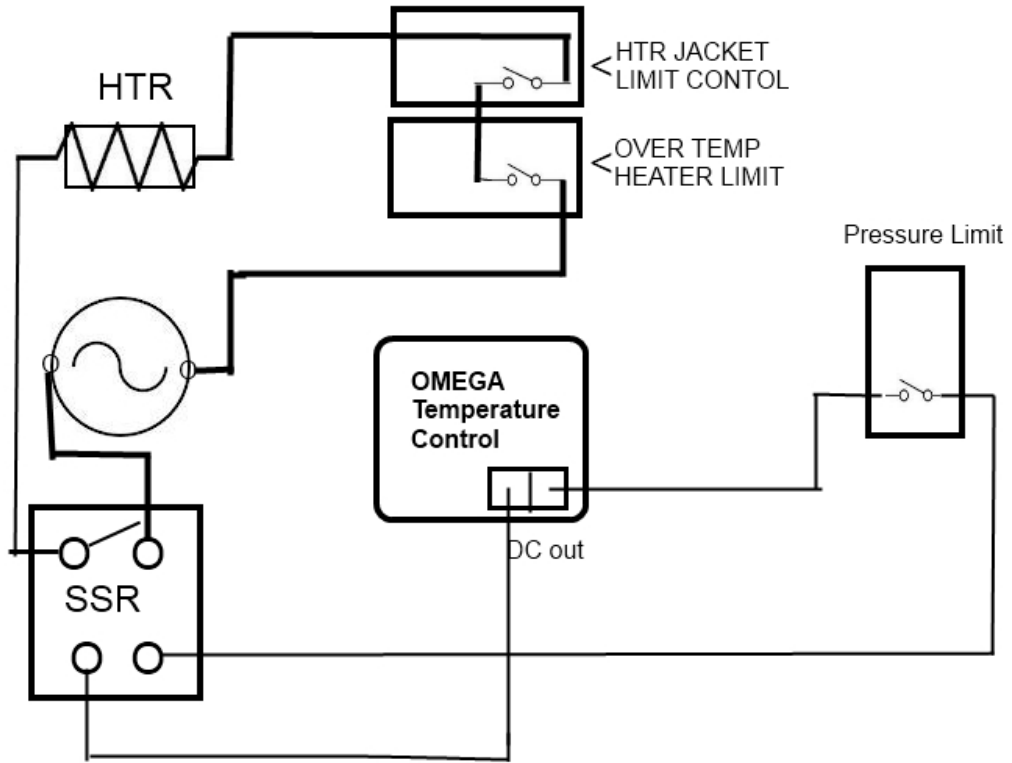 HTR
HTR JACKET
LIMIT CONTOL
OVER TEMP
HEATER LIMIT
Pressure Limit
OMEGA
Temperature
Control
DC out
SSR